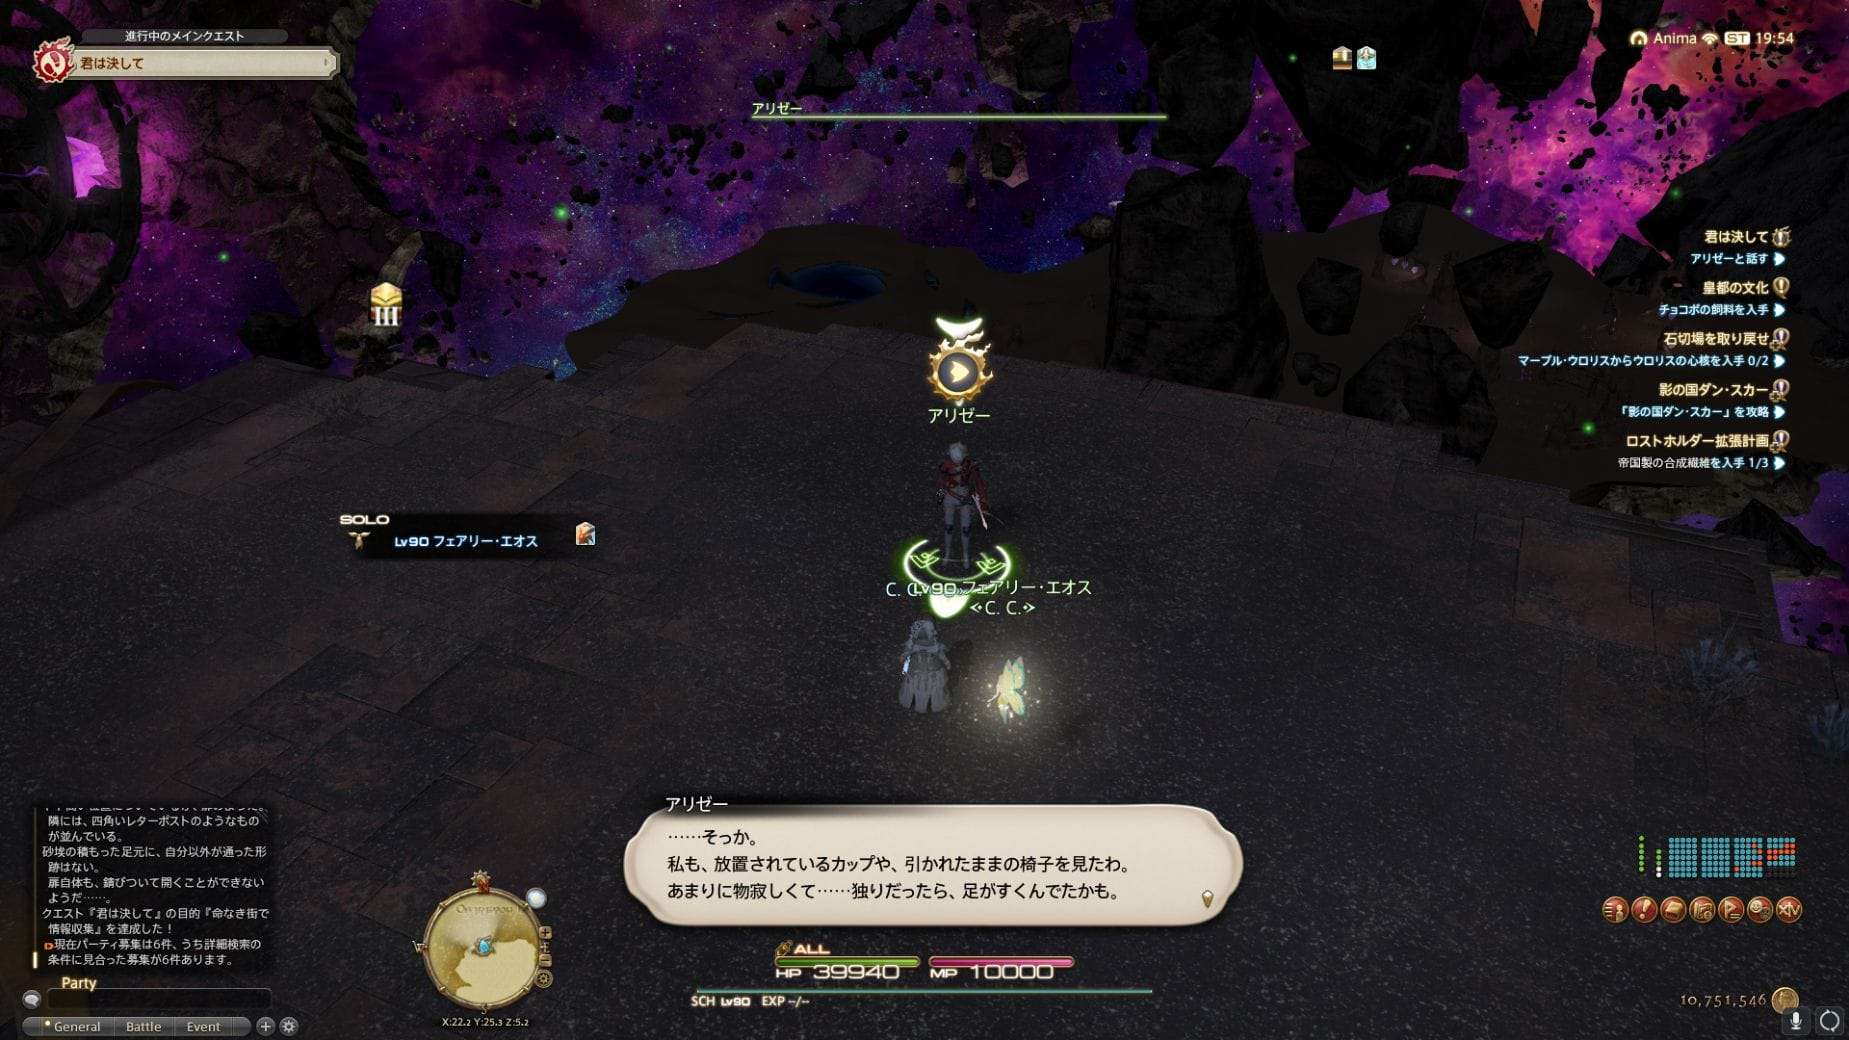 進行中のメインクエスト
君は決して
アリゼー
Anima ST 19:54
君は決して
アリゼーと話す
皇都の文化
チョコボの飼料を入手
石切場を取り戻せ
マーブル・ウロリスからウロリスの心核を入手 0/2
影の国ダン・スカー
「影の国ダン・スカー」を攻略
ロストホルダー拡張計画
帝国製の合成繊維を入手 1/3
III
アリゼー
SOLO
Lv90 フェアリー・エオス
C. C.
Lv90 フェアリー・エオス
«C. C.»
アリゼー
……そっか。
私も、放置されているカップや、引かれたままの椅子を見たわ。
あまりに物寂しくて……独りだったら、足がすくんでたかも。
隣には、四角いレターポストのようなもの
が並んでいる。
砂埃の積もった足元に、自分以外が通った形
跡はない。
扉自体も、錆びついて開くことができない
ようだ……。
クエスト『君は決して』の目的『命なき街で
情報収集』を達成した！
現在パーティ募集は6件、うち詳細検索の
条件に見合った募集が6件あります。
Party
General Battle Event
X:22.2 Y:25.3 Z:5.2
ALL
HP 39940 MP 10000
SCH Lv90 EXP --/--
XIV
10,751,546